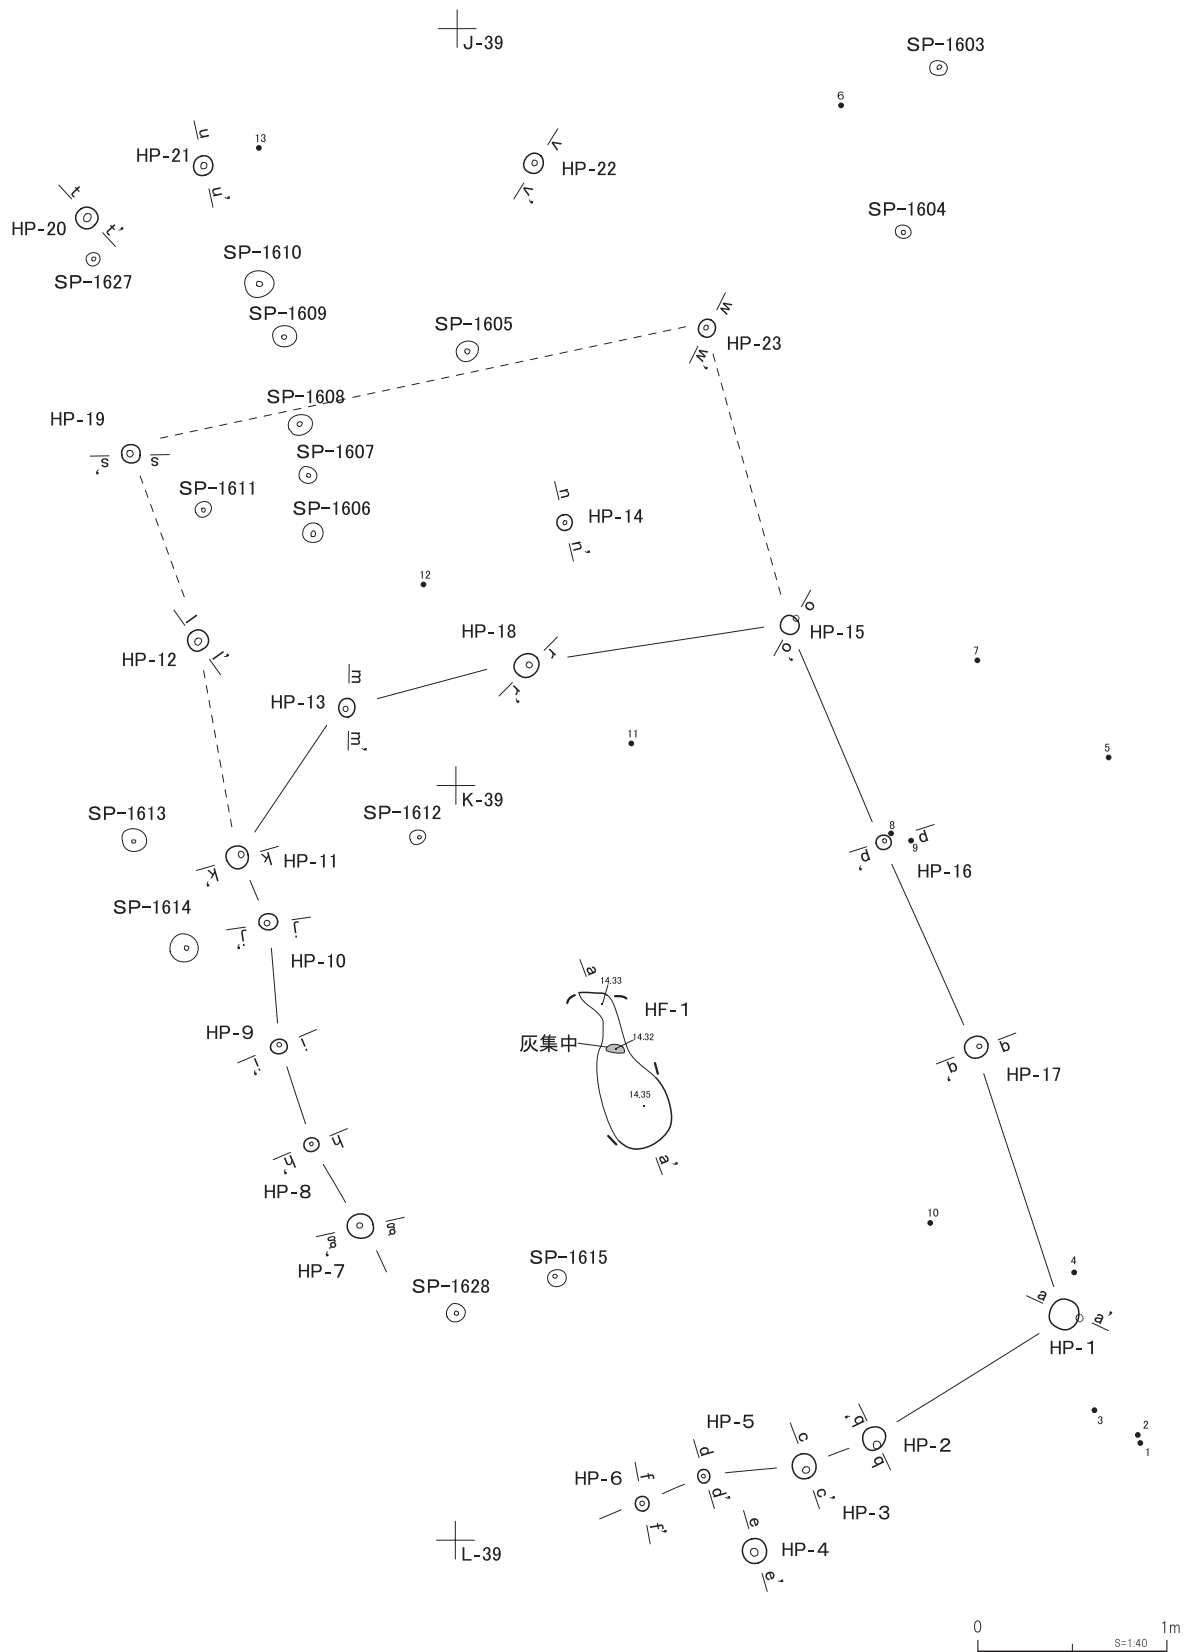 J-39
SP-1603
6
13
u
HP-21
u'
v
HP-22
v'
t
HP-20
t'
SP-1627
SP-1604
SP-1610
SP-1609
SP-1605
w
HP-23
w'
SP-1608
HP-19
s'
s
SP-1607
SP-1611
SP-1606
n
HP-14
n'
12
l
HP-12
l'
HP-18
r
r'
o
HP-15
o'
7
m
HP-13
m'
11
5
K-39
SP-1613
SP-1612
k
HP-11
k'
8
9
p
p'
HP-16
SP-1614
j
j'
HP-10
a
14.33
HF-1
灰集中
14.32
14.35
a'
HP-9
i
i'
q
q'
HP-17
h
h'
HP-8
g
g'
HP-7
10
SP-1615
SP-1628
4
a
a'
HP-1
3
2
1
HP-5
c
b'
HP-2
b
HP-6
f
d
d'
c'
HP-3
f'
e
HP-4
e'
L-39
0
1m
S=1:40